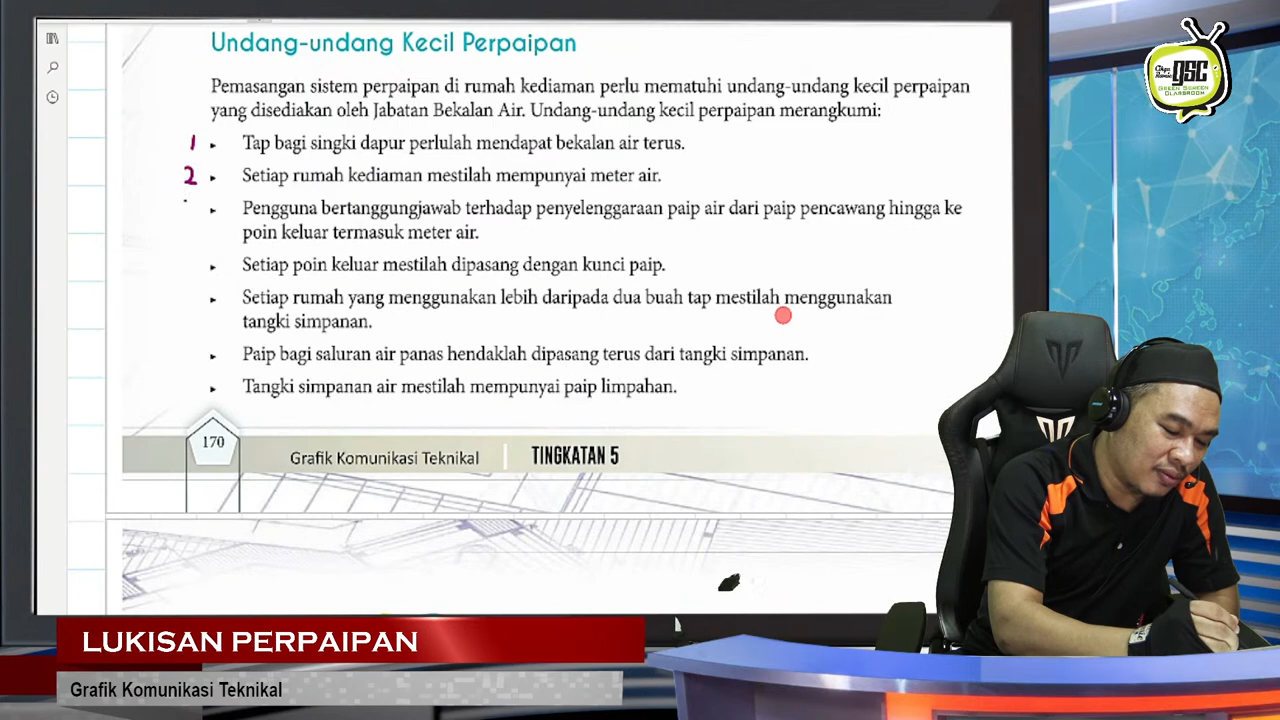 Undang-undang Kecil Perpaipan
Pemasangan sistem perpaipan di rumah kediaman perlu mematuhi undang-undang kecil perpaipan
yang disediakan oleh Jabatan Bekalan Air. Undang-undang kecil perpaipan merangkumi:
1 ▸ Tap bagi singki dapur perlulah mendapat bekalan air terus.
2 ▸ Setiap rumah kediaman mestilah mempunyai meter air.
▸ Pengguna bertanggungjawab terhadap penyelenggaraan paip air dari paip pencawang hingga ke
poin keluar termasuk meter air.
▸ Setiap poin keluar mestilah dipasang dengan kunci paip.
▸ Setiap rumah yang menggunakan lebih daripada dua buah tap mestilah menggunakan
tangki simpanan.
▸ Paip bagi saluran air panas hendaklah dipasang terus dari tangki simpanan.
▸ Tangki simpanan air mestilah mempunyai paip limpahan.
170
Grafik Komunikasi Teknikal | TINGKATAN 5
GSC
GREEN SCREEN
CLASSROOM
LUKISAN PERPAIPAN
Grafik Komunikasi Teknikal